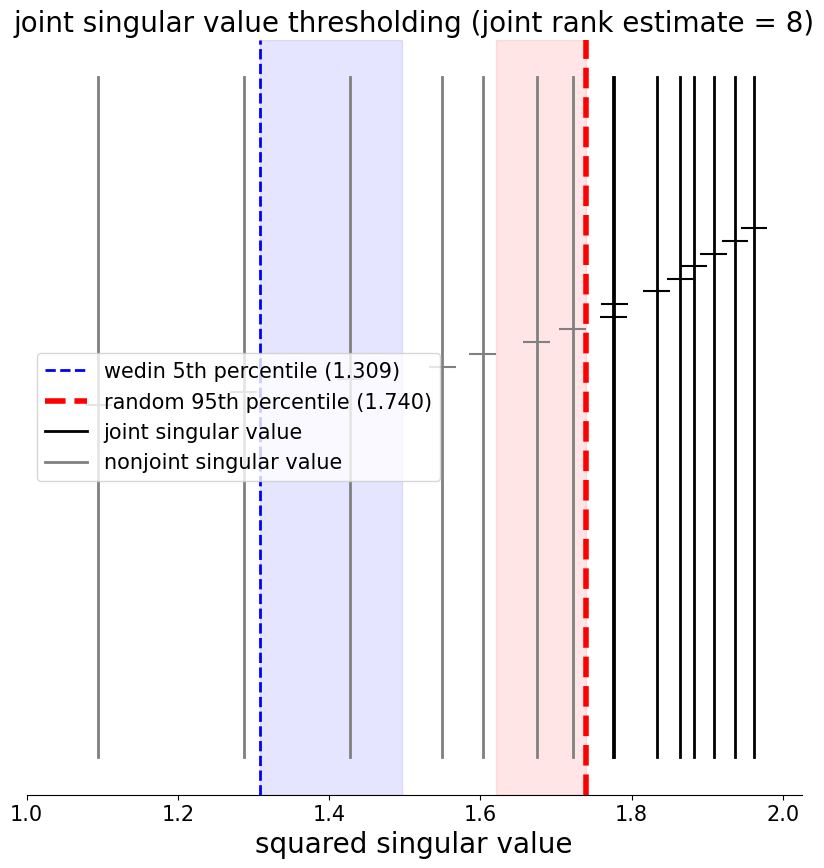 joint singular value thresholding (joint rank estimate = 8)
wedin 5th percentile (1.309)
random 95th percentile (1.740)
joint singular value
nonjoint singular value
1.0 1.2 1.4 1.6 1.8 2.0
squared singular value